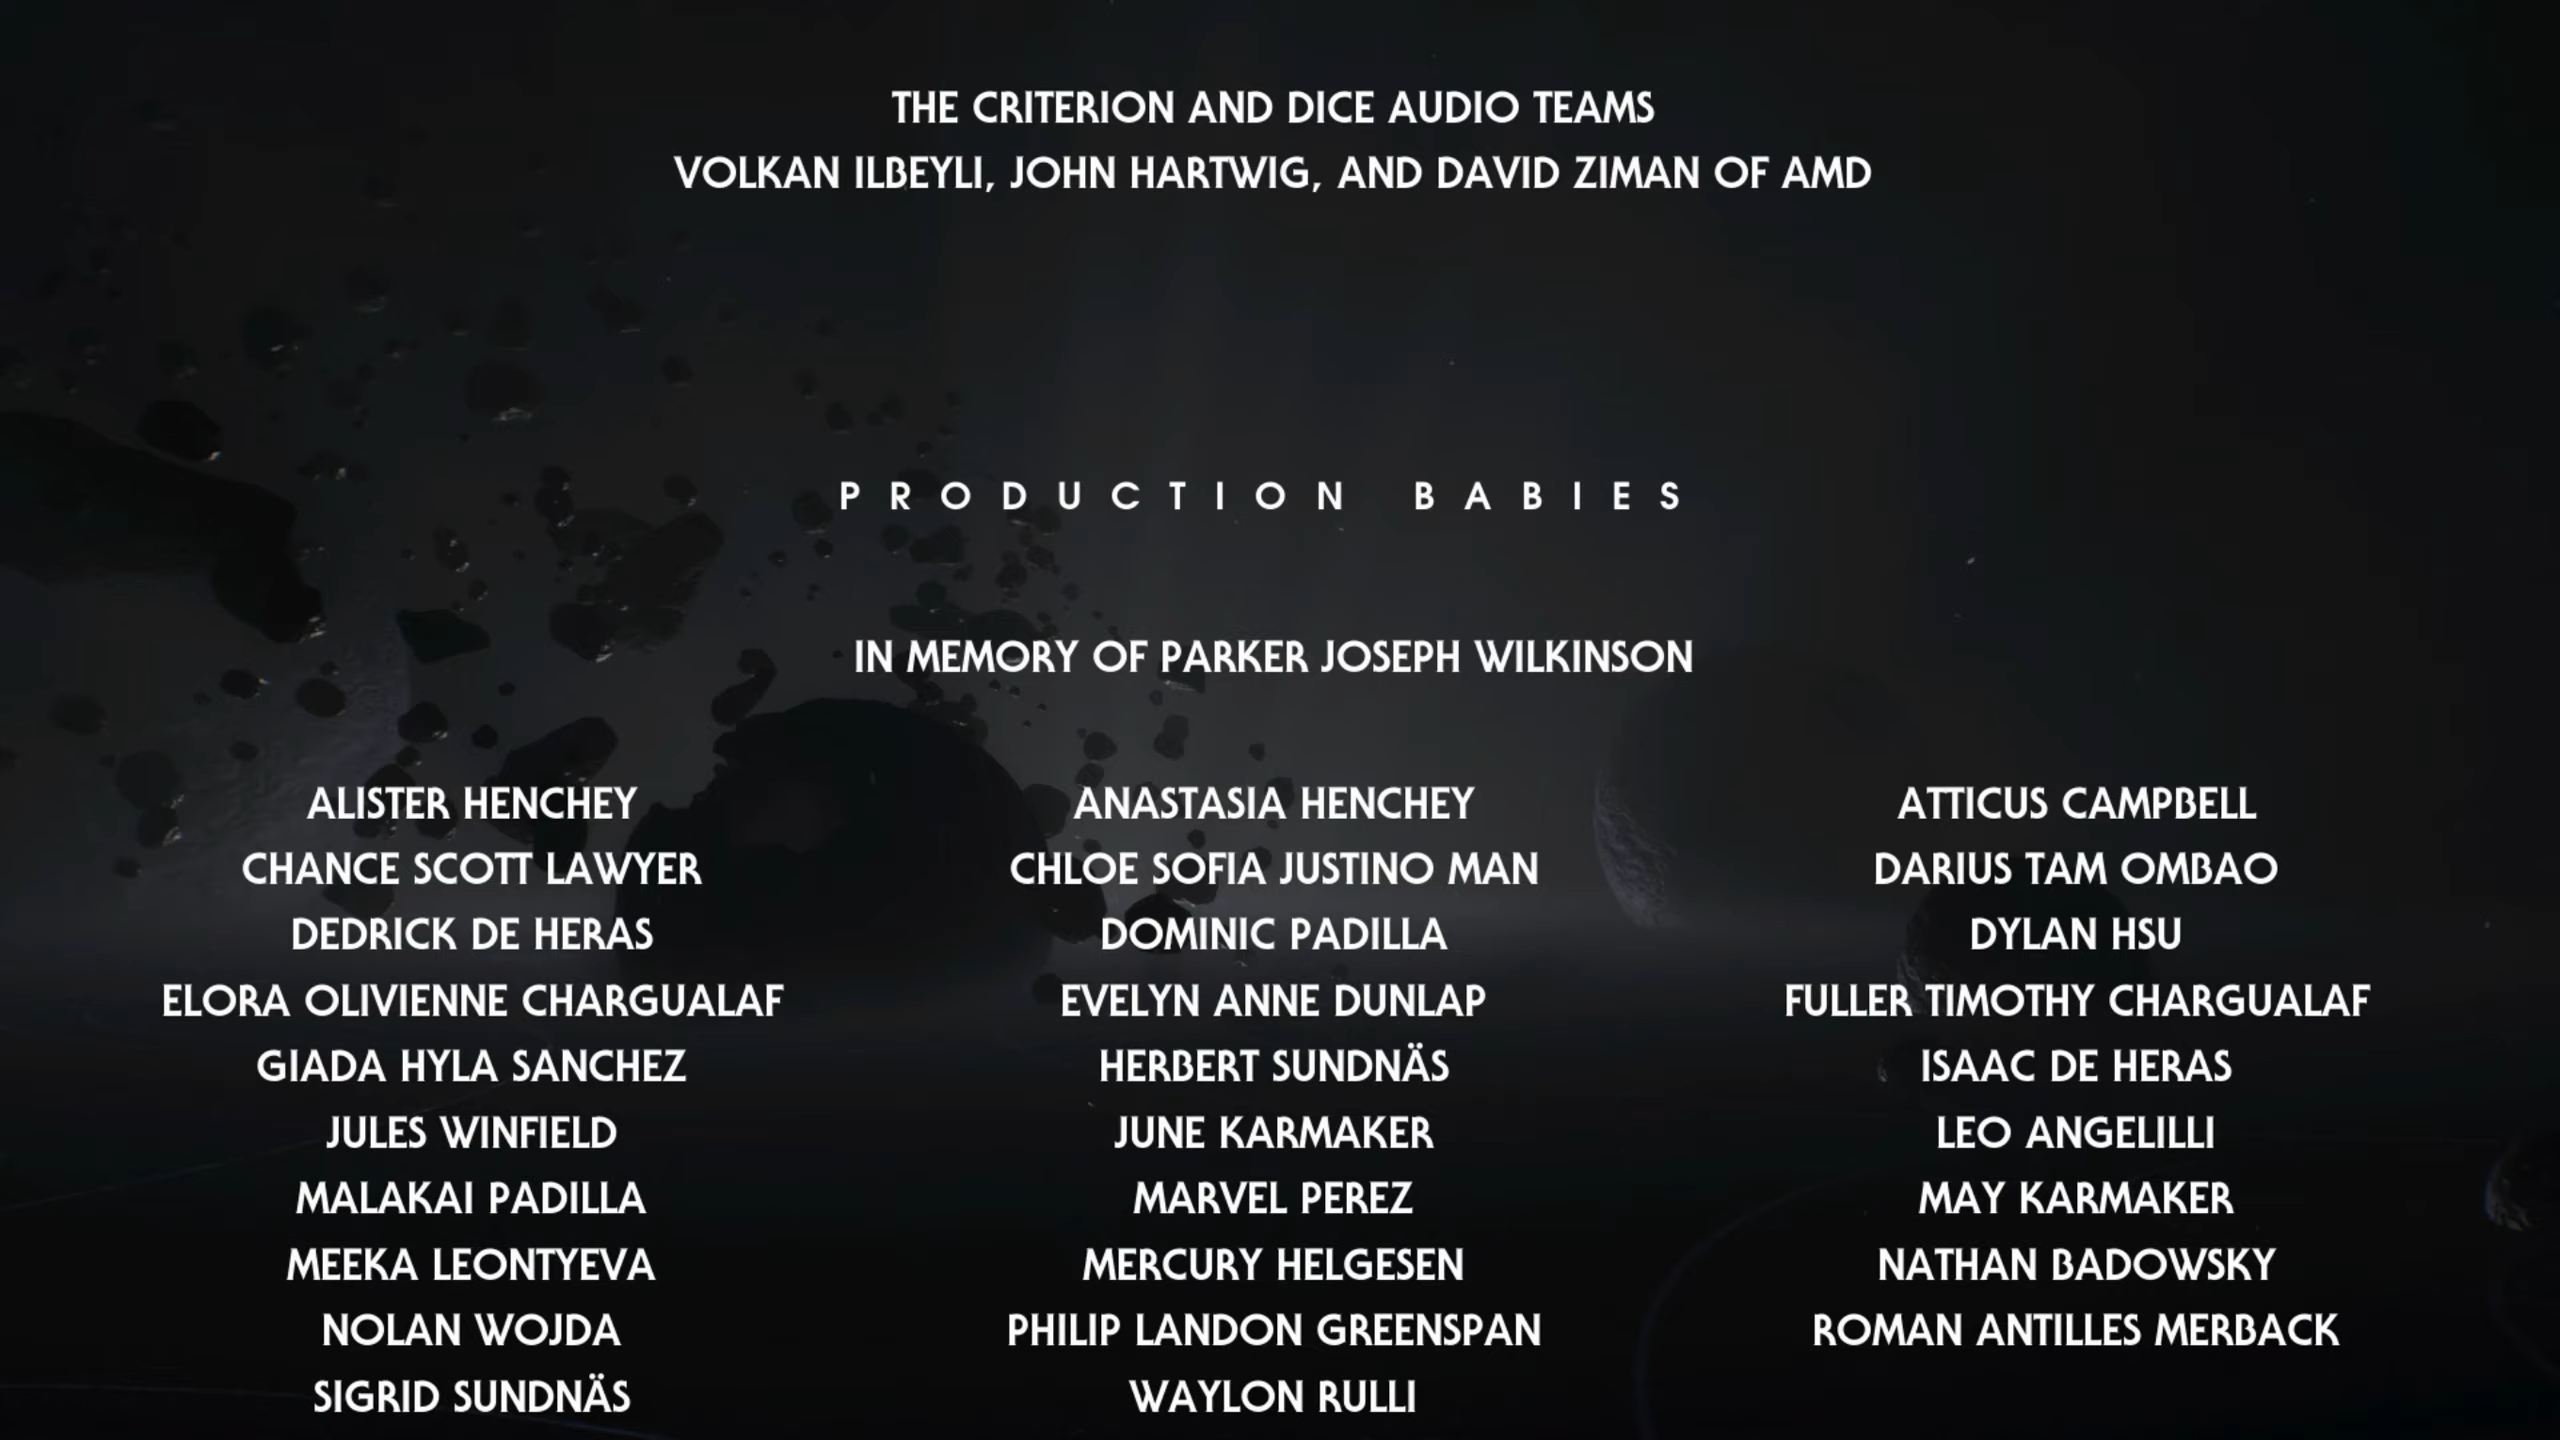 THE CRITERION AND DICE AUDIO TEAMS
VOLKAN ILBEYLI, JOHN HARTWIG, AND DAVID ZIMAN OF AMD
PRODUCTION BABIES
IN MEMORY OF PARKER JOSEPH WILKINSON
ALISTER HENCHEY ANASTASIA HENCHEY ATTICUS CAMPBELL
CHANCE SCOTT LAWYER CHLOE SOFIA JUSTINO MAN DARIUS TAM OMBAO
DEDRICK DE HERAS DOMINIC PADILLA DYLAN HSU
ELORA OLIVIENNE CHARGUALAF EVELYN ANNE DUNLAP FULLER TIMOTHY CHARGUALAF
GIADA HYLA SANCHEZ HERBERT SUNDNÄS ISAAC DE HERAS
JULES WINFIELD JUNE KARMAKER LEO ANGELILLI
MALAKAI PADILLA MARVEL PEREZ MAY KARMAKER
MEEKA LEONTYEVA MERCURY HELGESEN NATHAN BADOWSKY
NOLAN WOJDA PHILIP LANDON GREENSPAN ROMAN ANTILLES MERBACK
SIGRID SUNDNÄS WAYLON RULLI